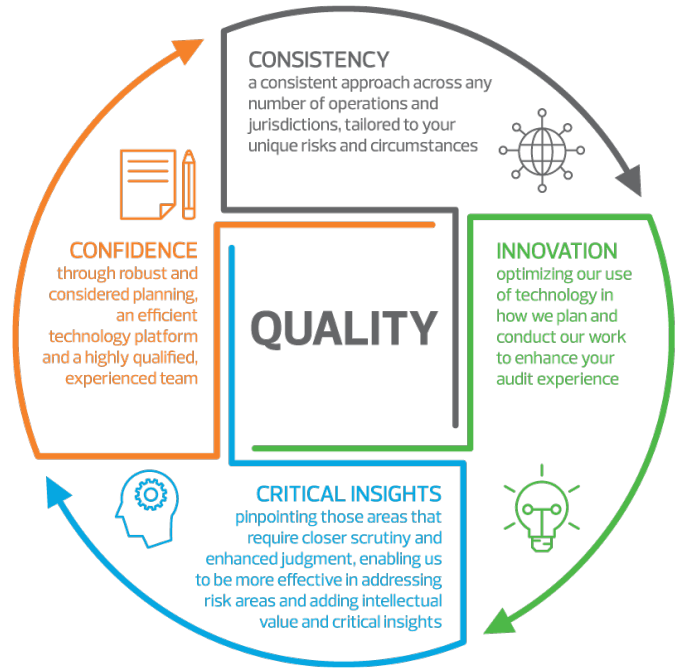 CONSISTENCY
a consistent approach across any
number of operations and
jurisdictions, tailored to your
unique risks and circumstances
CONFIDENCE
through robust and
considered planning,
an efficient
technology platform
and a highly qualified,
experienced team
QUALITY
INNOVATION
optimizing our use
of technology in
how we plan and
conduct our work
to enhance your
audit experience
CRITICAL INSIGHTS
pinpointing those areas that
require closer scrutiny and
enhanced judgment, enabling us
to be more effective in addressing
risk areas and adding intellectual
value and critical insights